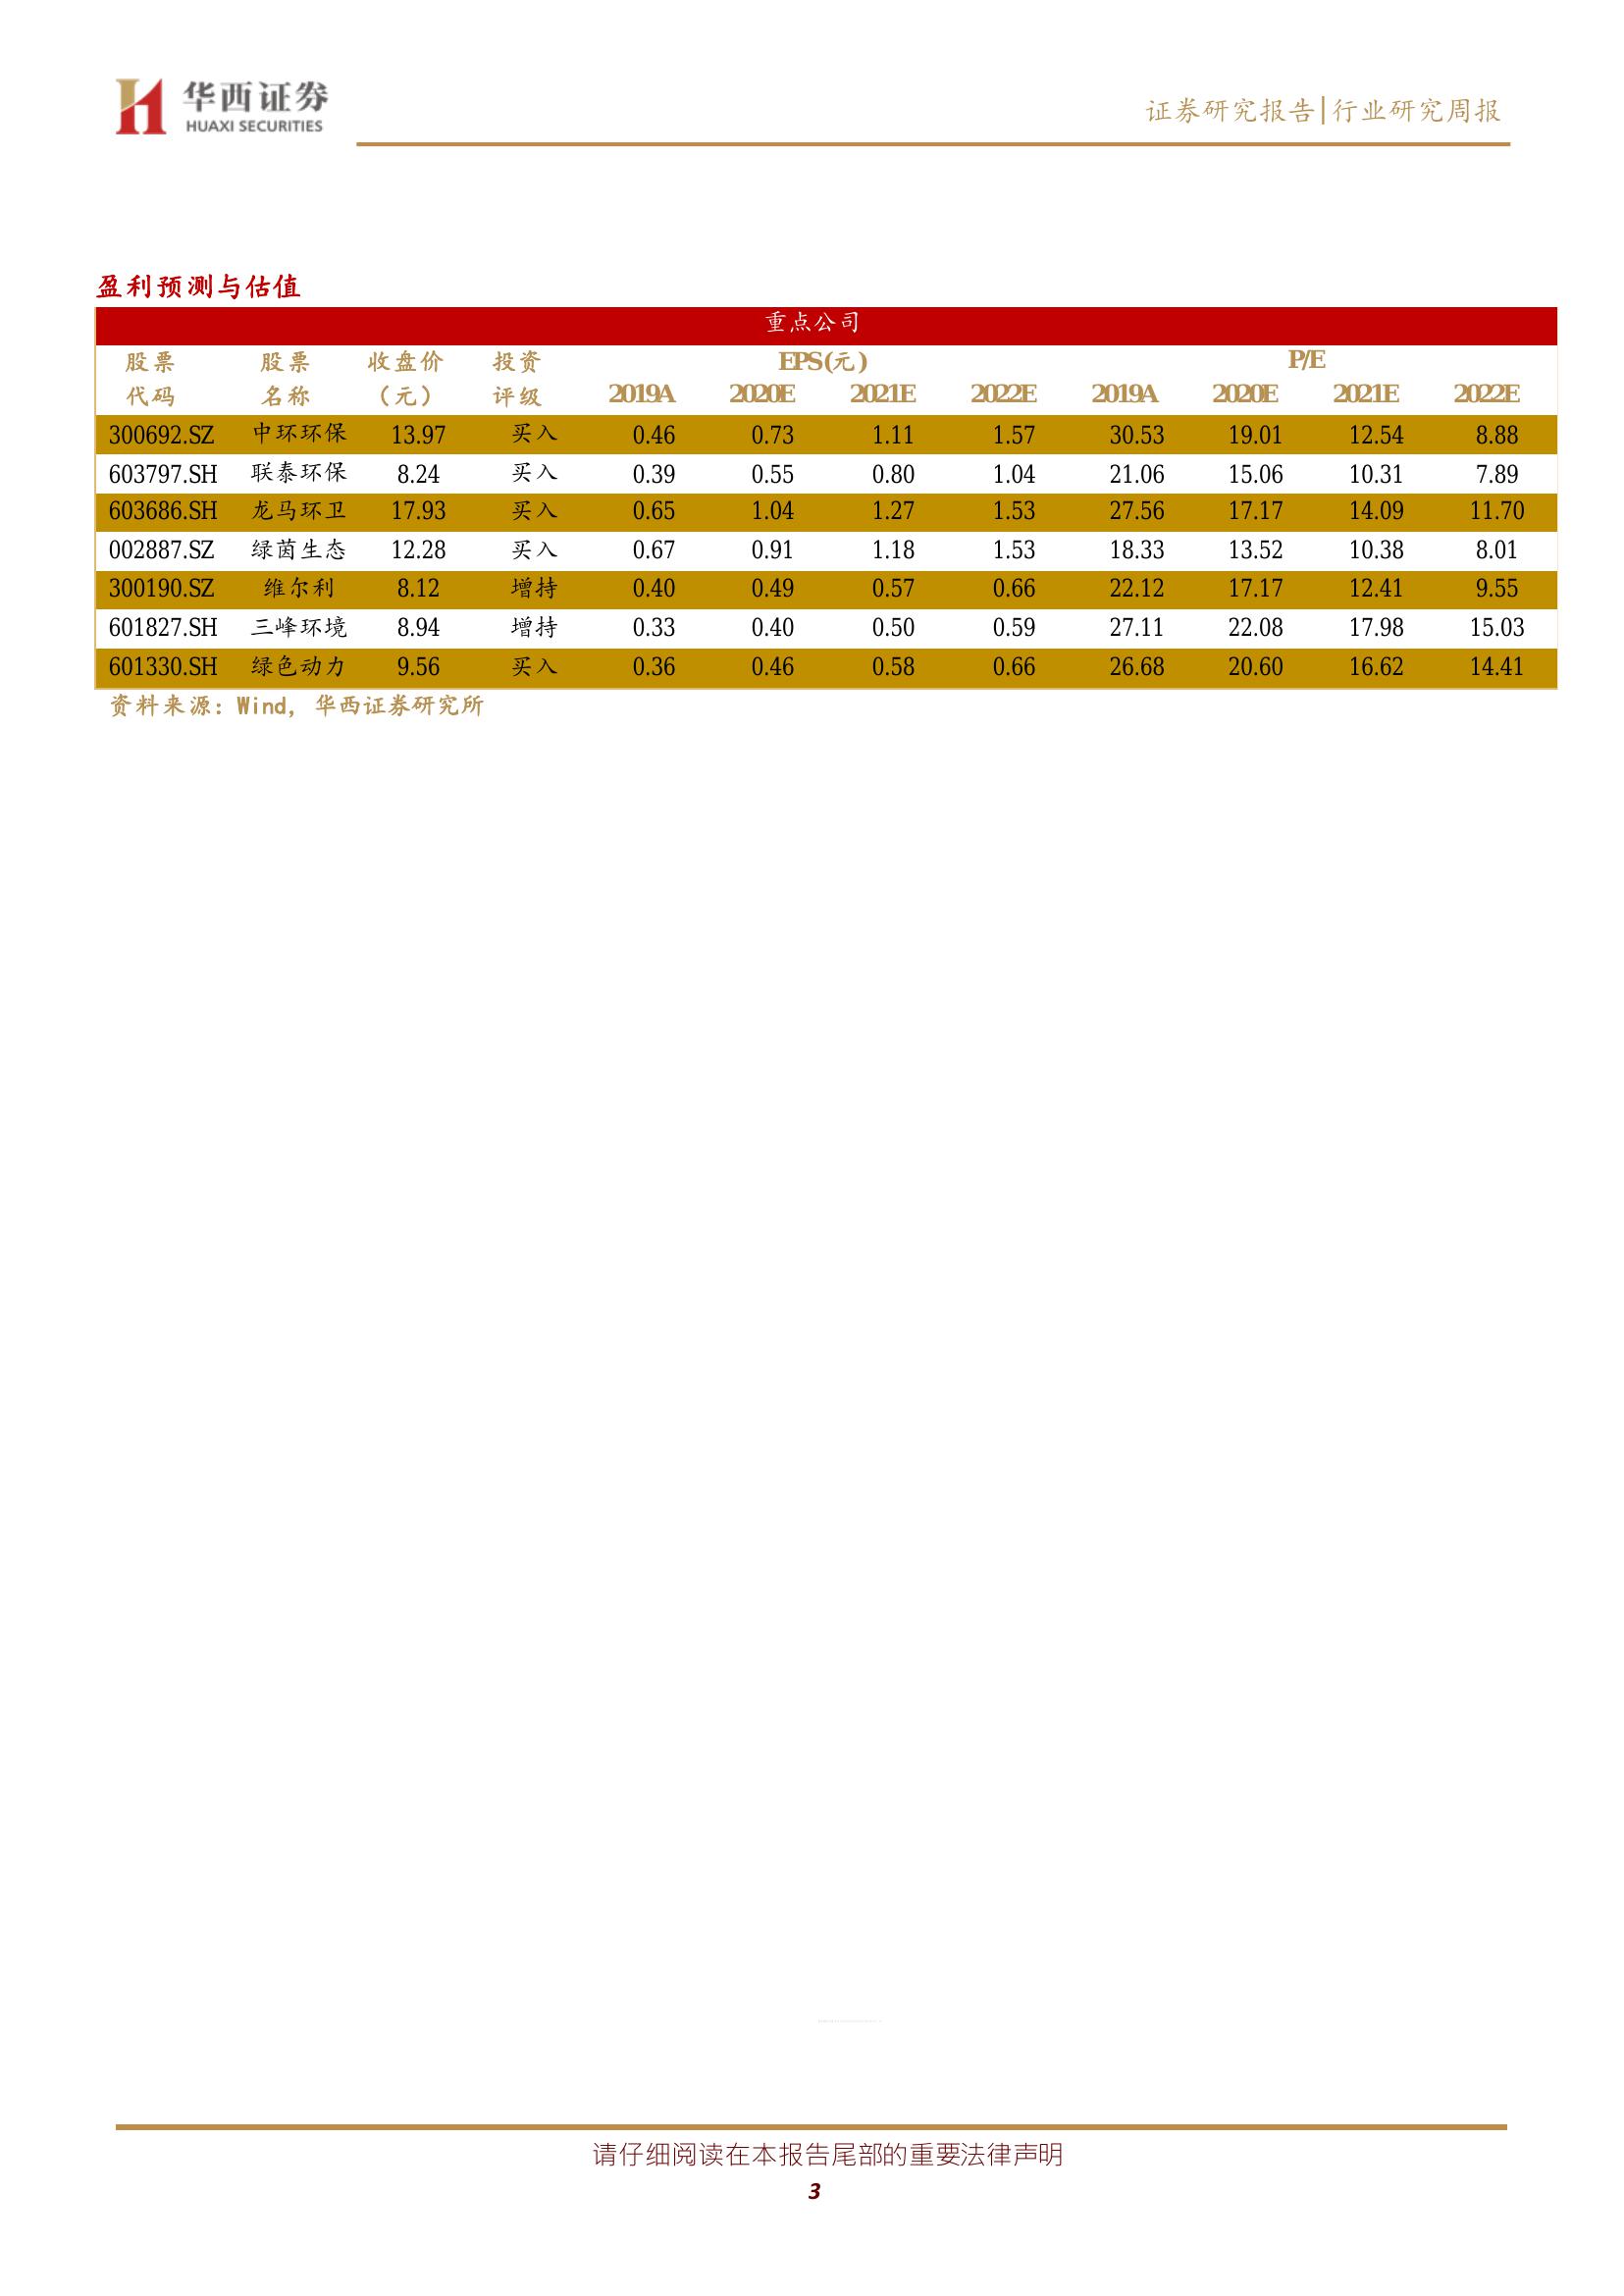 华西证券
HUAXI SECURITIES
证券研究报告|行业研究周报
盈利预测与估值
重点公司
股票 股票 收盘价 投资 EPS(元) P/E
代码 名称 （元） 评级 2019A 2020E 2021E 2022E 2019A 2020E 2021E 2022E
300692.SZ 中环环保 13.97 买入 0.46 0.73 1.11 1.57 30.53 19.01 12.54 8.88
603797.SH 联泰环保 8.24 买入 0.39 0.55 0.80 1.04 21.06 15.06 10.31 7.89
603686.SH 龙马环卫 17.93 买入 0.65 1.04 1.27 1.53 27.56 17.17 14.09 11.70
002887.SZ 绿茵生态 12.28 买入 0.67 0.91 1.18 1.53 18.33 13.52 10.38 8.01
300190.SZ 维尔利 8.12 增持 0.40 0.49 0.57 0.66 22.12 17.17 12.41 9.55
601827.SH 三峰环境 8.94 增持 0.33 0.40 0.50 0.59 27.11 22.08 17.98 15.03
601330.SH 绿色动力 9.56 买入 0.36 0.46 0.58 0.66 26.68 20.60 16.62 14.41
资料来源：Wind，华西证券研究所
请仔细阅读在本报告尾部的重要法律声明
3